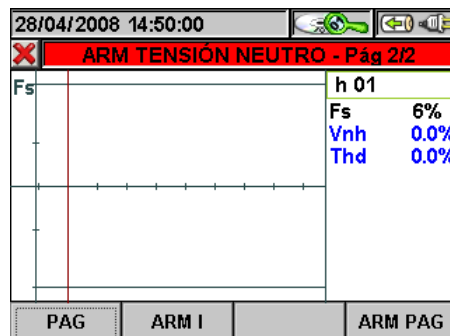 28/04/2008 14:50:00
ARM TENSIÓN NEUTRO - Pág 2/2
Fs
h 01
Fs 6%
Vnh 0.0%
Thd 0.0%
PAG ARM I ARM PAG